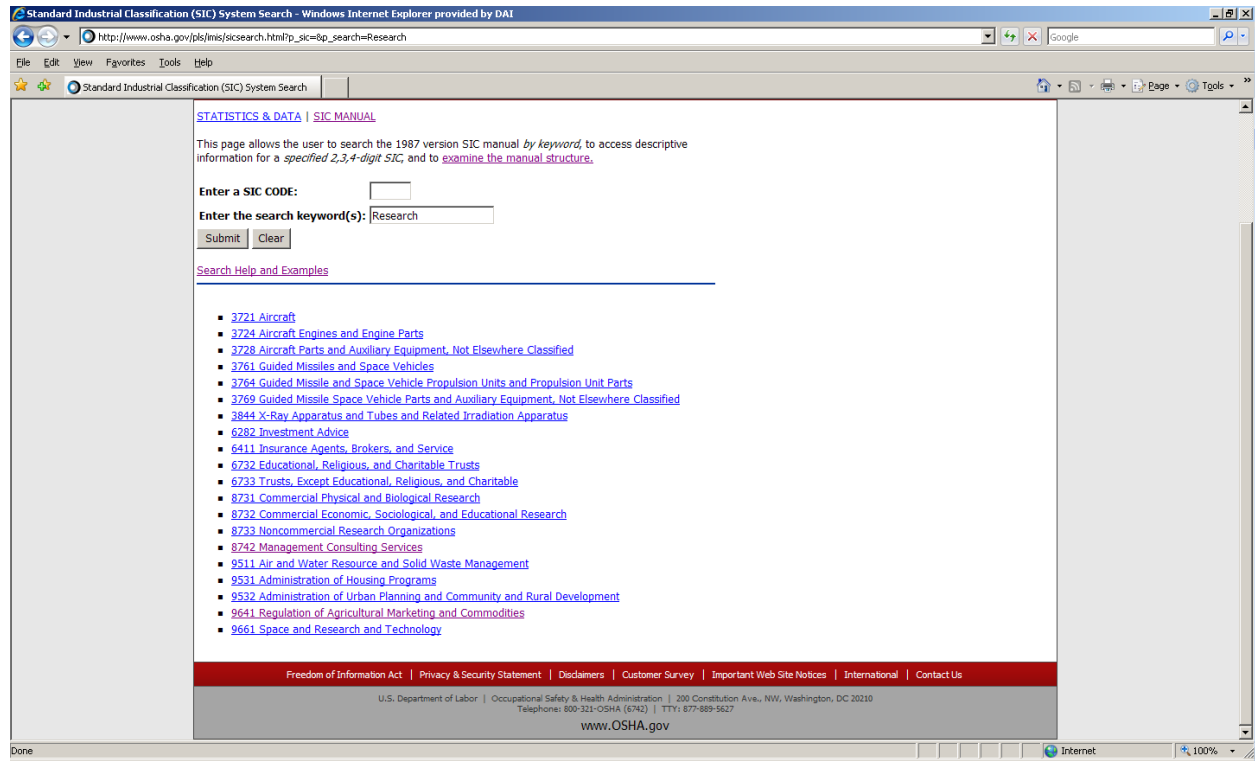 Standard Industrial Classification (SIC) System Search - Windows Internet Explorer provided by DAI
http://www.osha.gov/pls/imis/sicsearch.html?p_sic=&p_search=Research
Google
File Edit View Favorites Tools Help
Standard Industrial Classification (SIC) System Search
Page Tools »
STATISTICS & DATA | SIC MANUAL
This page allows the user to search the 1987 version SIC manual by keyword, to access descriptive
information for a specified 2,3,4-digit SIC, and to examine the manual structure.
Enter a SIC CODE:
Enter the search keyword(s): Research
Submit Clear
Search Help and Examples
3721 Aircraft
3724 Aircraft Engines and Engine Parts
3728 Aircraft Parts and Auxiliary Equipment, Not Elsewhere Classified
3761 Guided Missiles and Space Vehicles
3764 Guided Missile and Space Vehicle Propulsion Units and Propulsion Unit Parts
3769 Guided Missile Space Vehicle Parts and Auxiliary Equipment, Not Elsewhere Classified
3844 X-Ray Apparatus and Tubes and Related Irradiation Apparatus
6282 Investment Advice
6411 Insurance Agents, Brokers, and Service
6732 Educational, Religious, and Charitable Trusts
6733 Trusts, Except Educational, Religious, and Charitable
8731 Commercial Physical and Biological Research
8732 Commercial Economic, Sociological, and Educational Research
8733 Noncommercial Research Organizations
8742 Management Consulting Services
9511 Air and Water Resource and Solid Waste Management
9531 Administration of Housing Programs
9532 Administration of Urban Planning and Community and Rural Development
9641 Regulation of Agricultural Marketing and Commodities
9661 Space and Research and Technology
Freedom of Information Act | Privacy & Security Statement | Disclaimers | Customer Survey | Important Web Site Notices | International | Contact Us
U.S. Department of Labor | Occupational Safety & Health Administration | 200 Constitution Ave., NW, Washington, DC 20210
Telephone: 800-321-OSHA (6742) | TTY: 877-889-5627
www.OSHA.gov
Done Internet 100%